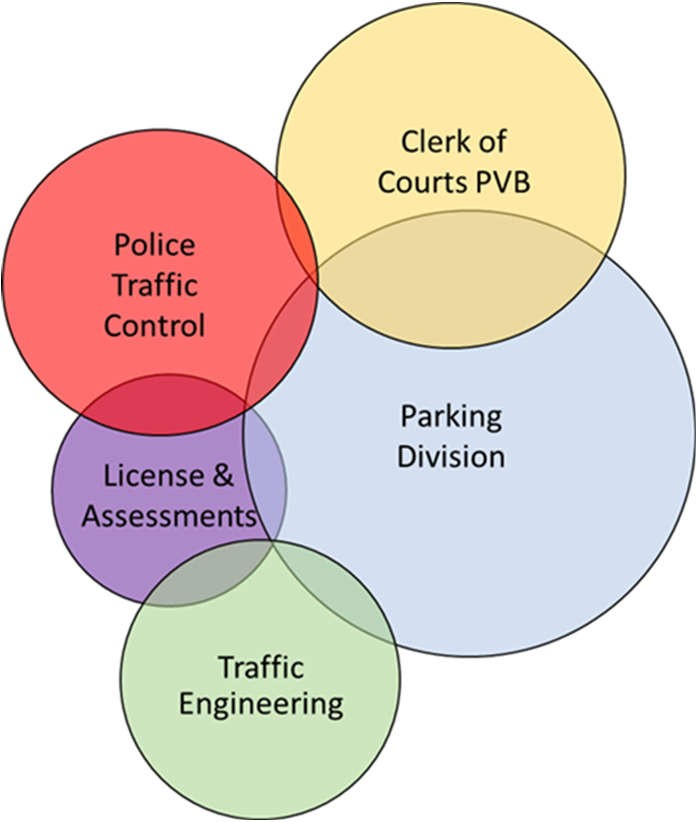 Clerk of
Courts PVB
Police
Traffic
Control
Parking
Division
License &
Assessments
Traffic
Engineering